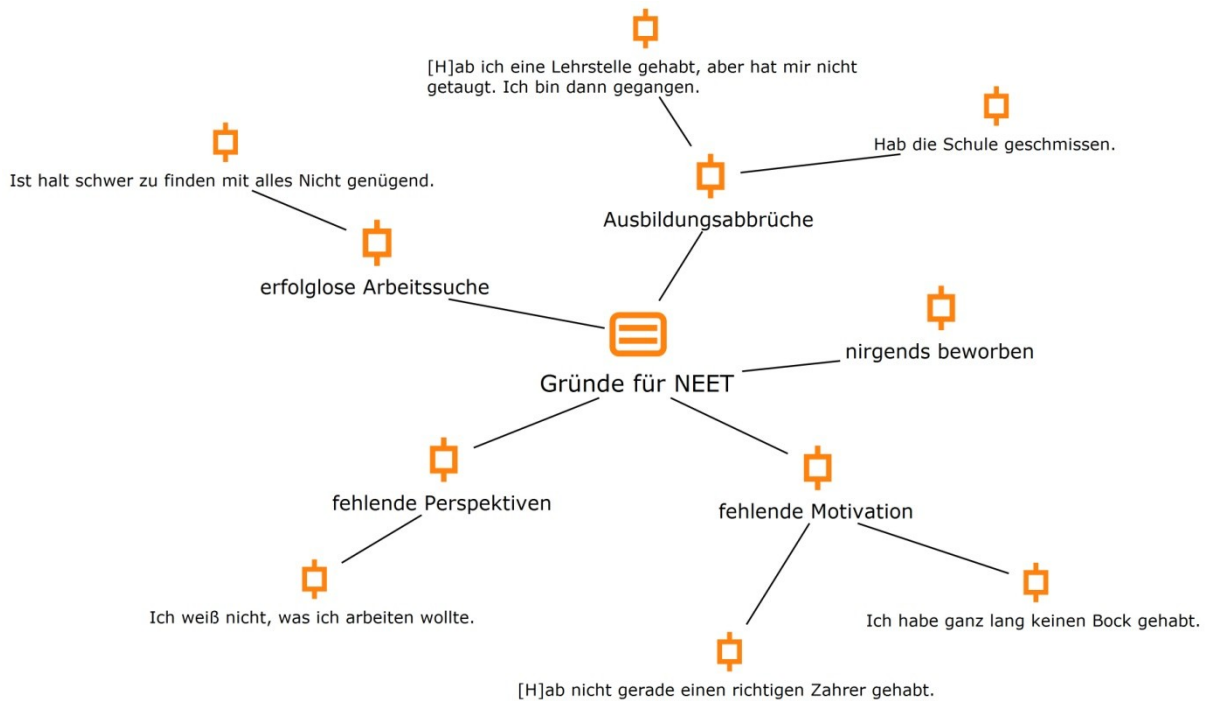 [H]ab ich eine Lehrstelle gehabt, aber hat mir nicht
getaugt. Ich bin dann gegangen.
Hab die Schule geschmissen.
Ist halt schwer zu finden mit alles Nicht genügend.
Ausbildungsabbrüche
erfolglose Arbeitssuche
nirgends beworben
Gründe für NEET
fehlende Perspektiven
fehlende Motivation
Ich weiß nicht, was ich arbeiten wollte.
Ich habe ganz lang keinen Bock gehabt.
[H]ab nicht gerade einen richtigen Zahrer gehabt.